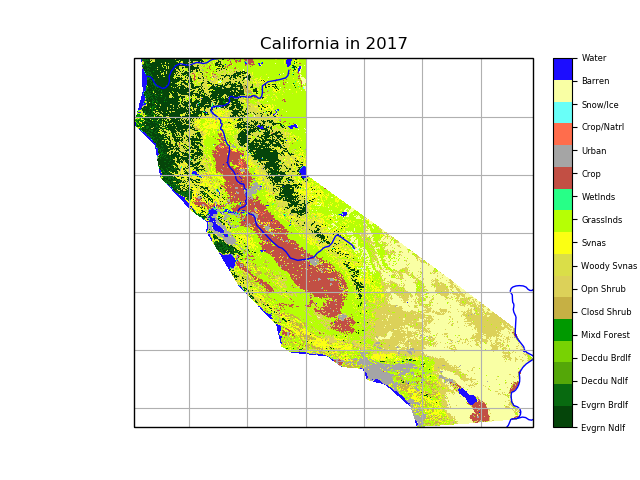 California in 2017
Water
Barren
Snow/Ice
Crop/Natrl
Urban
Crop
Wetlnds
Grasslnds
Svnas
Woody Svnas
Opn Shrub
Closd Shrub
Mixd Forest
Decdu Brdlf
Decdu Ndlf
Evgrn Brdlf
Evgrn Ndlf